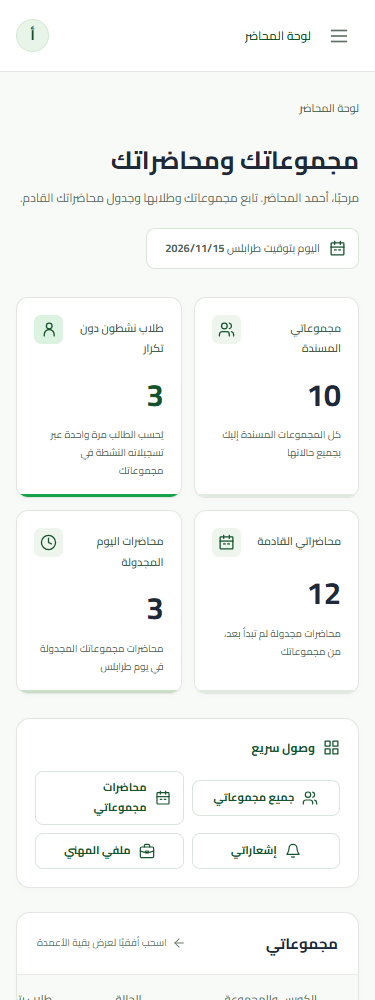 لوحة المحاضر
أ
لوحة المحاضر
مجموعاتك ومحاضراتك
مرحبًا، أحمد المحاضر. تابع مجموعاتك وطلابها وجدول محاضراتك القادم.
اليوم بتوقيت طرابلس 2026/11/15
مجموعاتي
المسندة
10
كل المجموعات المسندة إليك
بجميع حالاتها
طلاب نشطون دون
تكرار
3
يُحسب الطالب مرة واحدة عبر
تسجيلاته النشطة في
مجموعاتك
محاضراتي القادمة
12
محاضرات مجدولة لم تبدأ بعد،
من مجموعاتك
محاضرات اليوم
المجدولة
3
محاضرات مجموعاتك المجدولة
في يوم طرابلس
وصول سريع
جميع مجموعاتي
محاضرات
مجموعاتي
إشعاراتي
ملفي المهني
مجموعاتي
اسحب أفقيًا لعرض بقية الأعمدة
الكورس والمجموعة
الحالة
طلاب